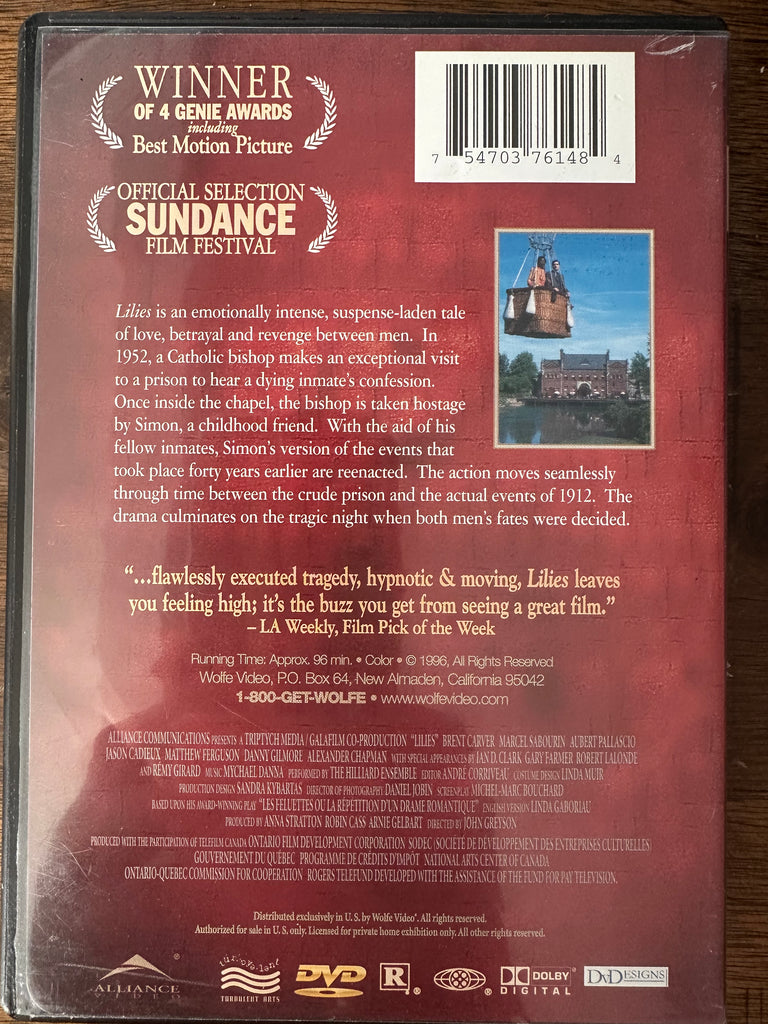 WINNER
OF 4 GENIE AWARDS
including
Best Motion Picture
7 54703 76148 4
OFFICIAL SELECTION
SUNDANCE
FILM FESTIVAL
Lilies is an emotionally intense, suspense-laden tale
of love, betrayal and revenge between men. In
1952, a Catholic bishop makes an exceptional visit
to a prison to hear a dying inmate's confession.
Once inside the chapel, the bishop is taken hostage
by Simon, a childhood friend. With the aid of his
fellow inmates, Simon's version of the events that
took place forty years earlier are reenacted. The action moves seamlessly
through time between the crude prison and the actual events of 1912. The
drama culminates on the tragic night when both men's fates were decided.
"...flawlessly executed tragedy, hypnotic & moving, Lilies leaves
you feeling high; it's the buzz you get from seeing a great film."
– LA Weekly, Film Pick of the Week
Running Time: Approx. 96 min. • Color • © 1996, All Rights Reserved
Wolfe Video, P.O. Box 64, New Almaden, California 95042
1-800-GET-WOLFE • www.wolfevideo.com
ALLIANCE COMMUNICATIONS PRESENTS A TRIPTYCH MEDIA / GALAFILM CO-PRODUCTION "LILIES" BRENT CARVER MARCEL SABOURIN AUBERT PALLASCIO
JASON CADIEUX MATTHEW FERGUSON DANNY GILMORE ALEXANDER CHAPMAN WITH SPECIAL APPEARANCES BY IAN D. CLARK GARY FARMER ROBERT LALONDE
AND RÉMY GIRARD MUSIC MYCHAEL DANNA PERFORMED BY THE HILLIARD ENSEMBLE EDITOR ANDRÉ CORRIVEAU COSTUME DESIGN LINDA MUIR
PRODUCTION DESIGN SANDRA KYBARTAS DIRECTOR OF PHOTOGRAPHY DANIEL JOBIN SCREENPLAY MICHEL-MARC BOUCHARD
BASED UPON HIS AWARD-WINNING PLAY "LES FELUETTES OU LA RÉPÉTITION D'UN DRAME ROMANTIQUE" ENGLISH VERSION LINDA GABORIAU
PRODUCED BY ANNA STRATTON ROBIN CASS ARNIE GELBART DIRECTED BY JOHN GREYSON
PRODUCED WITH THE PARTICIPATION OF TELEFILM CANADA ONTARIO FILM DEVELOPMENT CORPORATION SODEC (SOCIÉTÉ DE DÉVELOPPEMENT DES ENTREPRISES CULTURELLES)
GOUVERNEMENT DU QUÉBEC PROGRAMME DE CRÉDITS D'IMPÔT NATIONAL ARTS CENTER OF CANADA
ONTARIO-QUEBEC COMMISSION FOR COOPERATION ROGERS TELEFUND DEVELOPED WITH THE ASSISTANCE OF THE FUND FOR PAY TELEVISION.
Distributed exclusively in U. S. by Wolfe Video®. All rights reserved.
Authorized for sale in U. S. only. Licensed for private home exhibition only. All other rights reserved.
ALLIANCE VIDEO ®
turbulent
TURBULENT ARTS
DVD VIDEO
R ®
®
DOLBY DIGITAL
DVDESIGNS